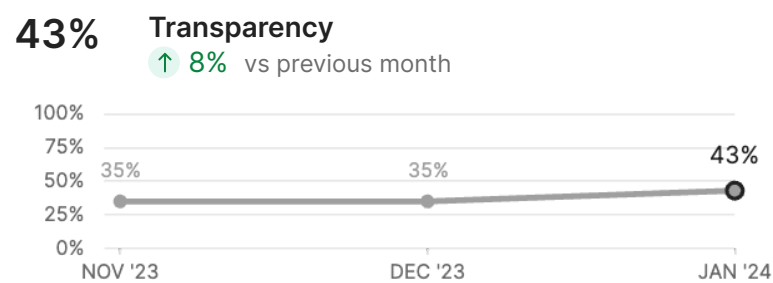 43% Transparency
↑ 8% vs previous month
100%
75%
50%
25%
0%
35%
35%
43%
NOV '23
DEC '23
JAN '24